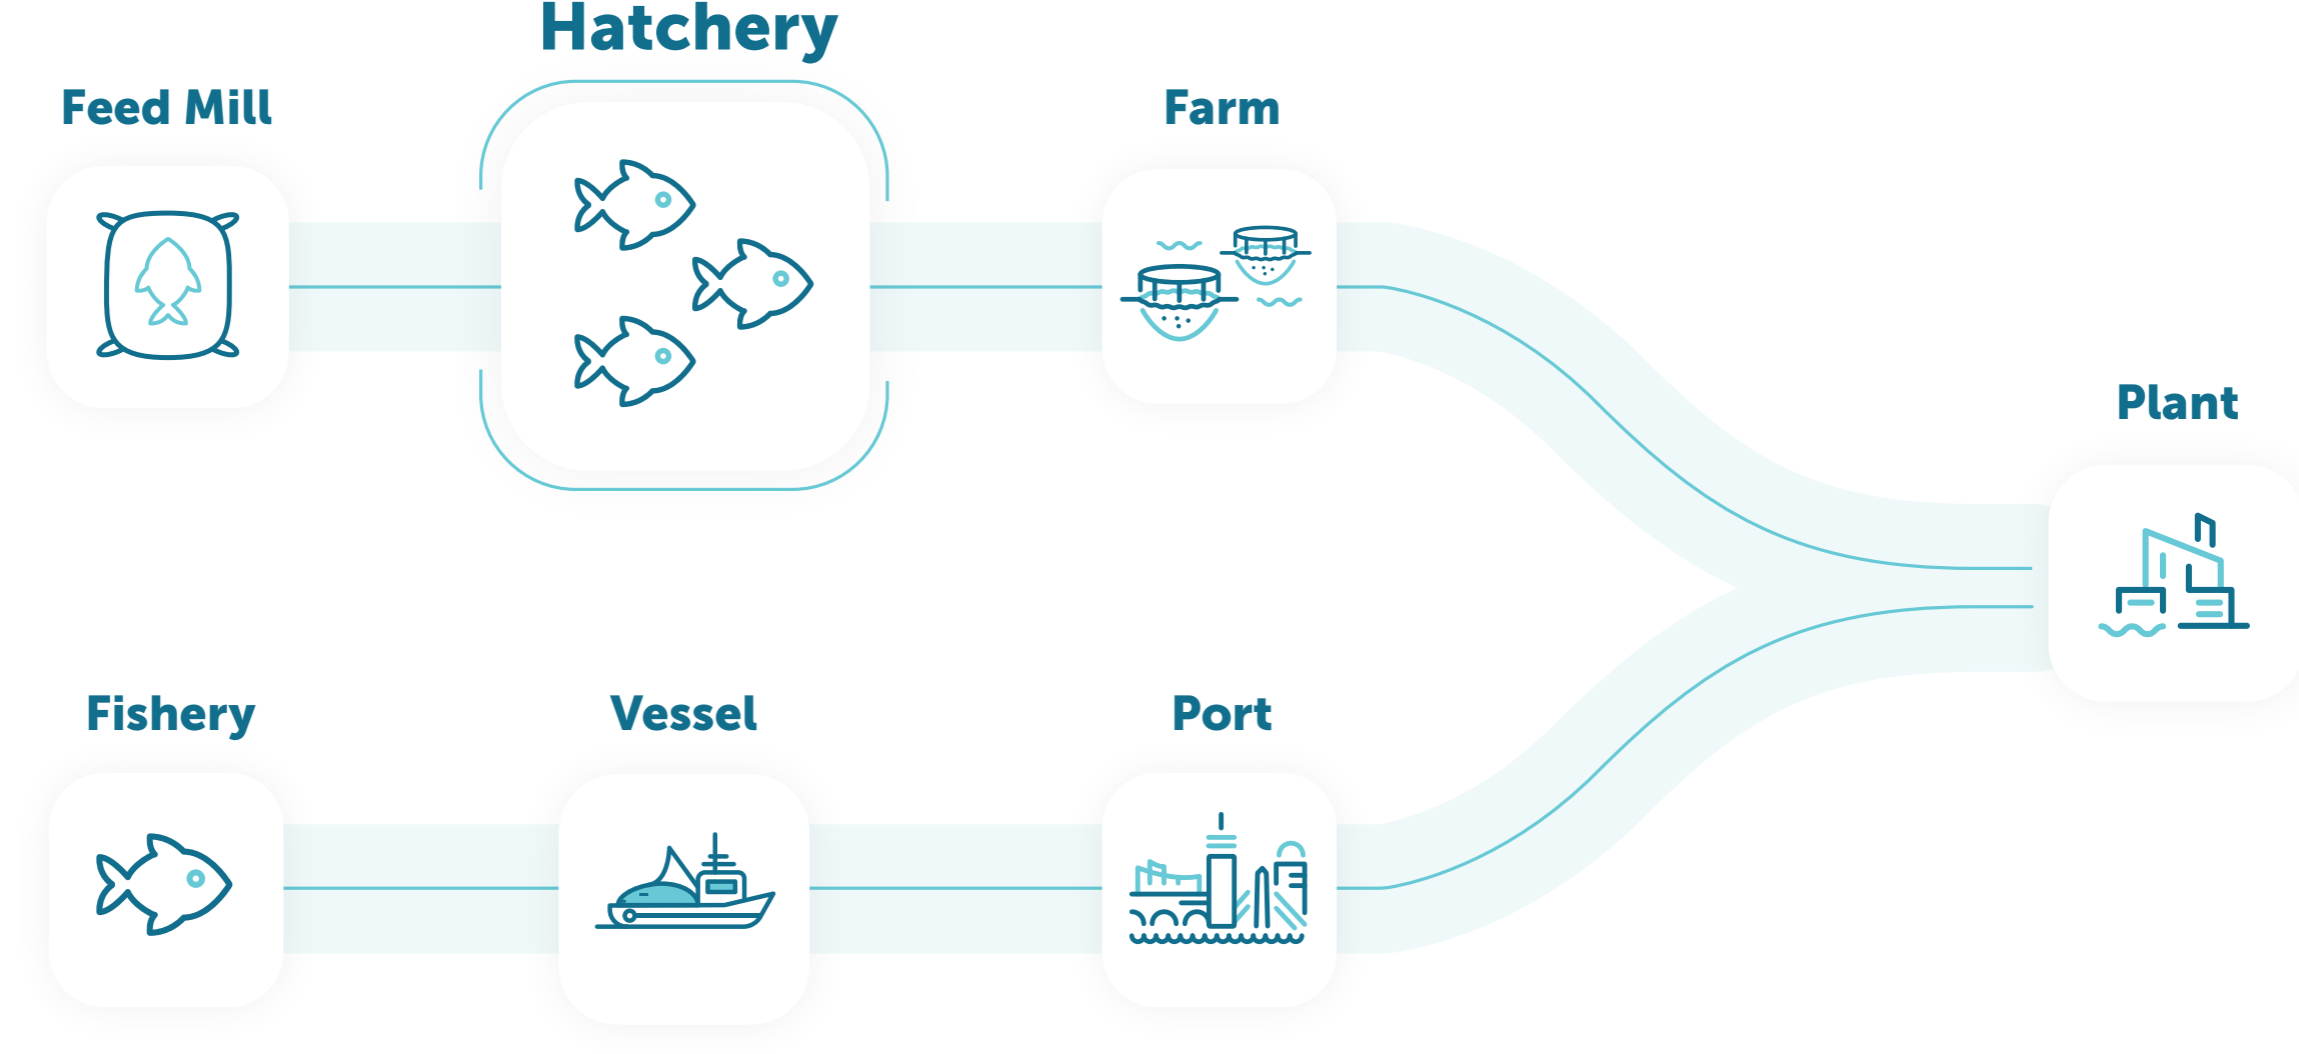 Hatchery
Feed Mill
Farm
Plant
Fishery
Vessel
Port